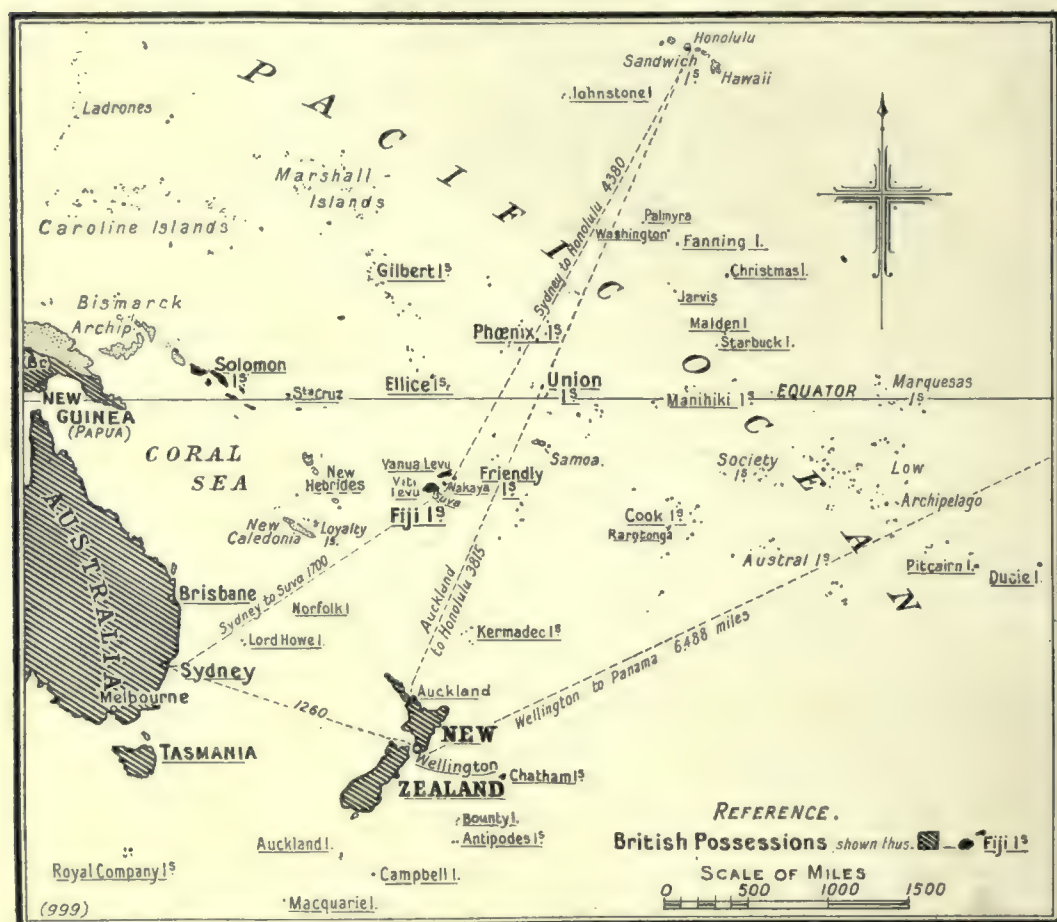 Honolulu
Sandwich
Is
Hawaii
PACIFIC OCEAN
Johnstone I
Ladrones
Marshall
Islands
Caroline Islands
Sydney to Honolulu 4380
Palmyra
Washington
Fanning I.
Gilbert Is
Christmas I.
Bismarck
Archip.
Jarvis
Phœnix Is
Malden I
Starbuck I.
Solomon
Is
Br.
NEW
GUINEA
(PAPUA)
Sta Cruz
Ellice Is.
Union
Is
Manihiki Is
EQUATOR
Marquesas
Is
CORAL
SEA
New
Hebrides
Vanua Levu
Viti
Levu
Nakaya
Suva
Fiji Is
Friendly
Is
Samoa.
Society
Is
Low
Archipelago
New
Caledonia
Loyalty
Is.
Cook Is
Rarotonga
Austral Is
Pitcairn I.
Ducie I.
AUSTRALIA
Brisbane
Sydney to Suva 1700
Auckland
to Honolulu 3815
Norfolk I
Lord Howe I.
Kermadec Is
Sydney
Melbourne
Wellington to Panama 6488 miles
Auckland
1260
NEW
ZEALAND
Wellington
TASMANIA
Chatham Is
Bounty I.
Antipodes Is
Auckland I.
Royal Company Is
Campbell I.
Macquarie I.
(999)
REFERENCE.
British Possessions shown thus. – Fiji Is
SCALE OF MILES
0 500 1000 1500